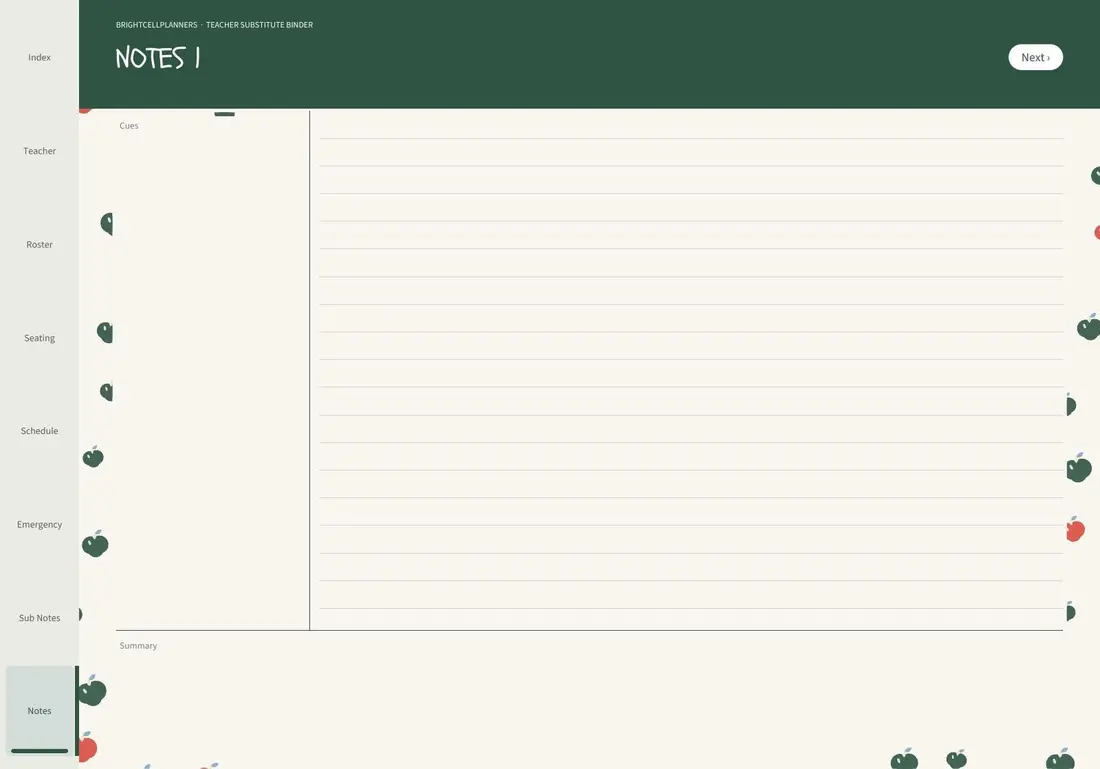 BRIGHTCELLPLANNERS · TEACHER SUBSTITUTE BINDER
NOTES 1
Next ›
Index
Teacher
Roster
Seating
Schedule
Emergency
Sub Notes
Notes
Cues
Summary